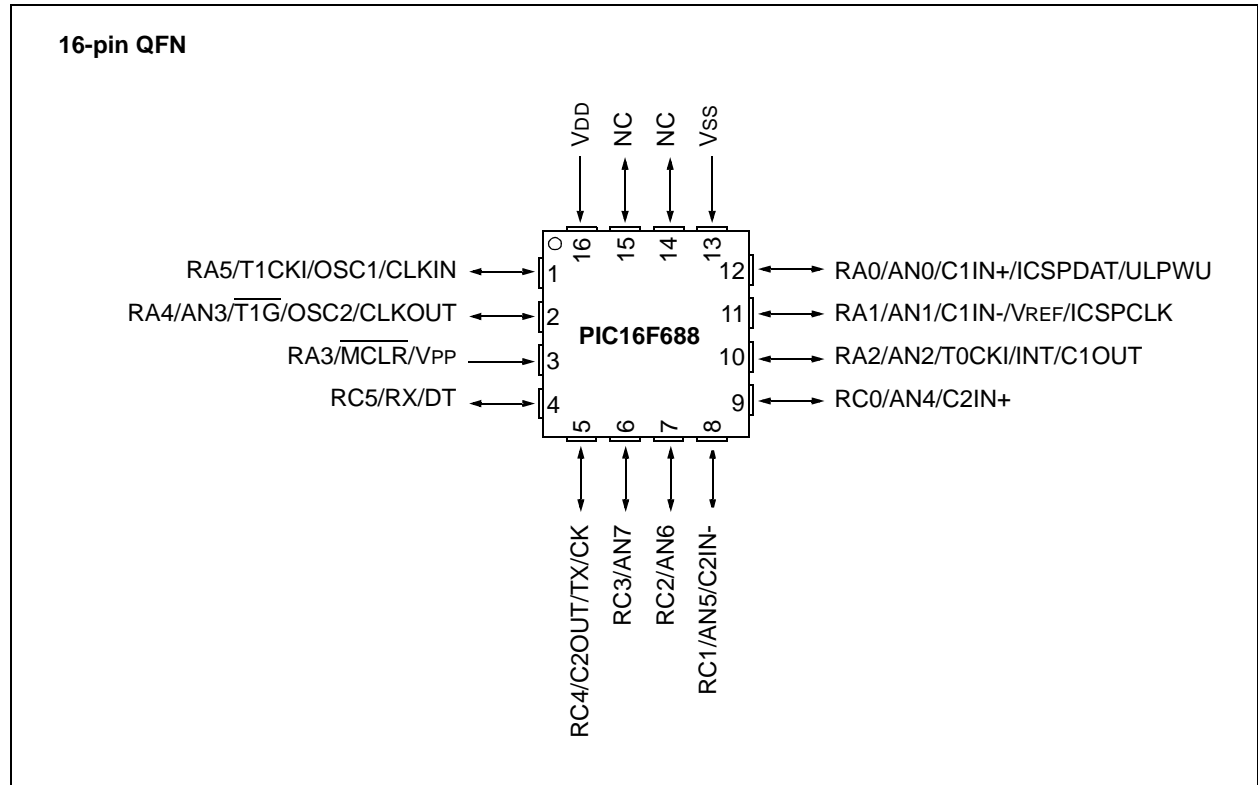 16-pin QFN
VDD
NC
NC
VSS
16
15
14
13
RA5/T1CKI/OSC1/CLKIN
1
12
RA0/AN0/C1IN+/ICSPDAT/ULPWU
RA4/AN3/T1G/OSC2/CLKOUT
2
11
RA1/AN1/C1IN-/VREF/ICSPCLK
PIC16F688
RA3/MCLR/VPP
3
10
RA2/AN2/T0CKI/INT/C1OUT
RC5/RX/DT
4
9
RC0/AN4/C2IN+
5
6
7
8
RC4/C2OUT/TX/CK
RC3/AN7
RC2/AN6
RC1/AN5/C2IN-